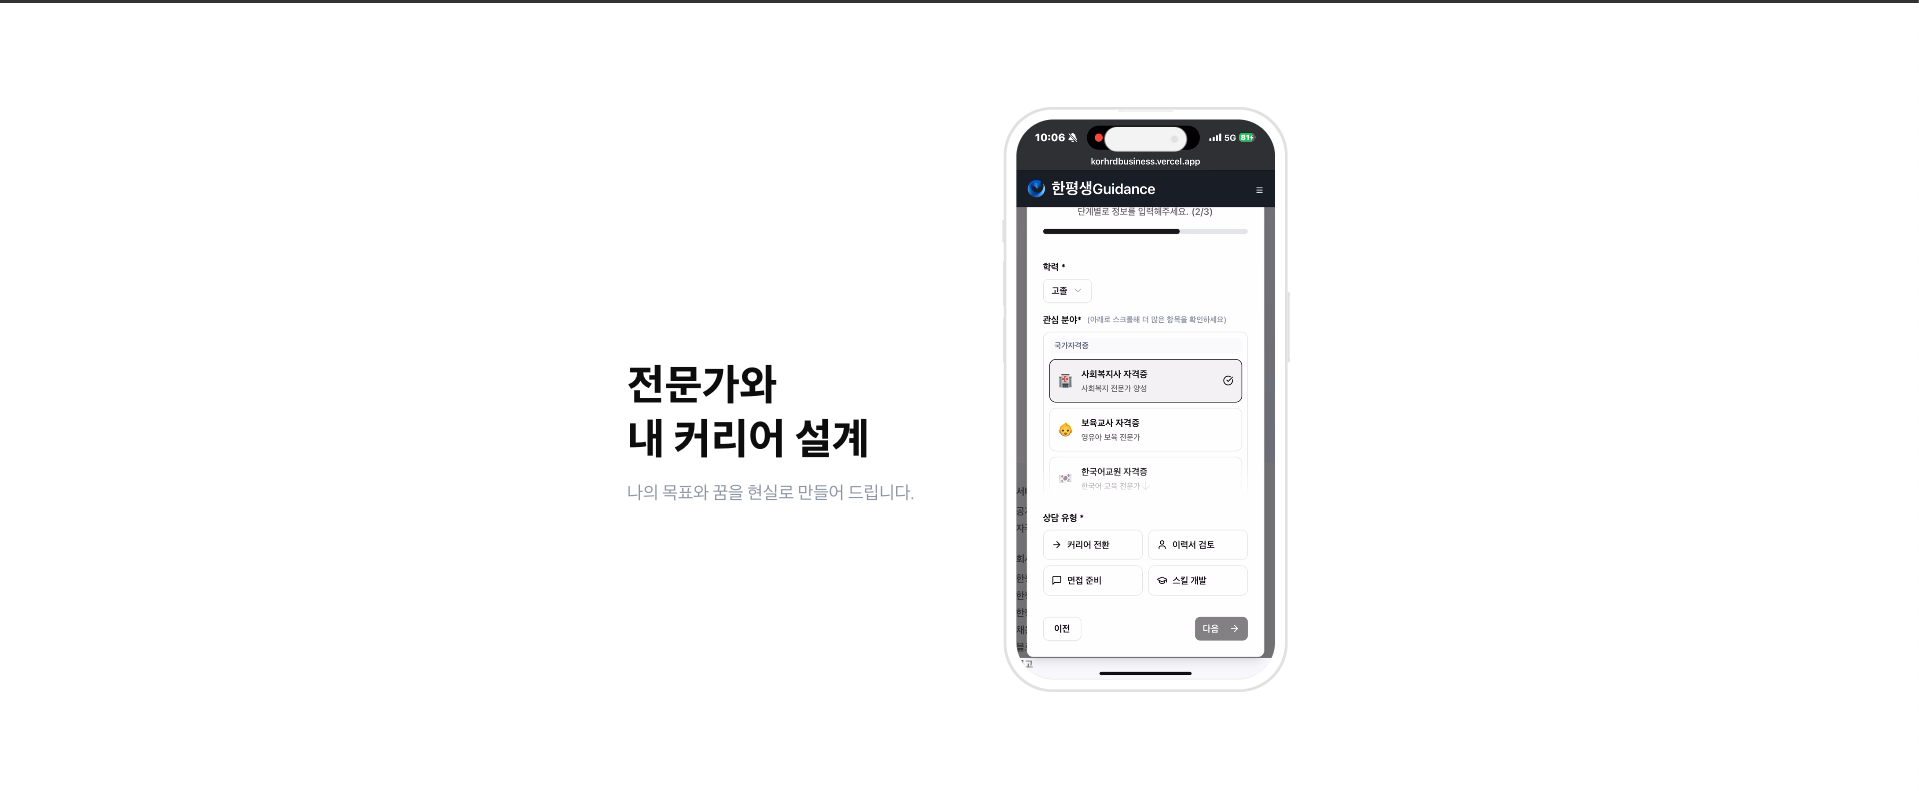 전문가와
내 커리어 설계
나의 목표와 꿈을 현실로 만들어 드립니다.
10:06
5G 81
korhrdbusiness.vercel.app
한평생Guidance
단계별로 정보를 입력해주세요. (2/3)
학력 *
고졸
관심 분야* (아래로 스크롤해 더 많은 항목을 확인하세요)
국가자격증
사회복지사 자격증
사회복지 전문가 양성
보육교사 자격증
영유아 보육 전문가
한국어교원 자격증
한국어 교육 전문가
상담 유형 *
커리어 전환
이력서 검토
면접 준비
스킬 개발
이전
다음